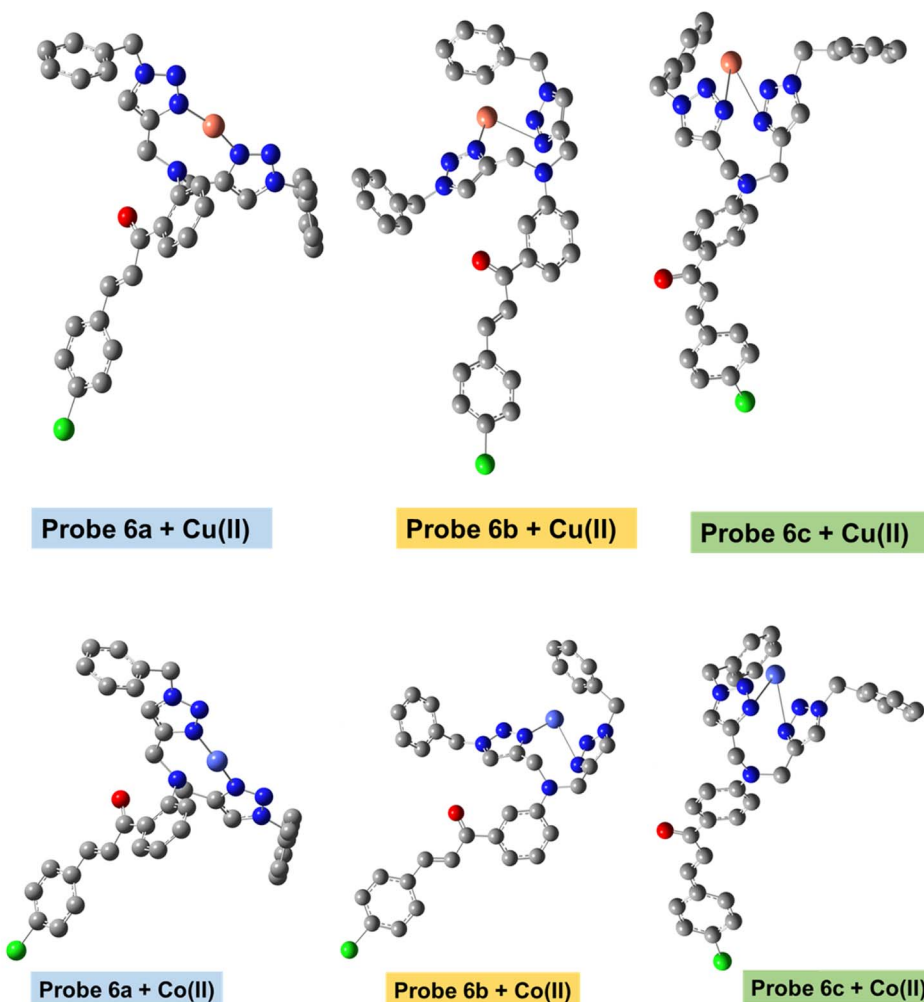 Probe 6a + Cu(II)
Probe 6b + Cu(II)
Probe 6c + Cu(II)
Probe 6a + Co(II)
Probe 6b + Co(II)
Probe 6c + Co(II)